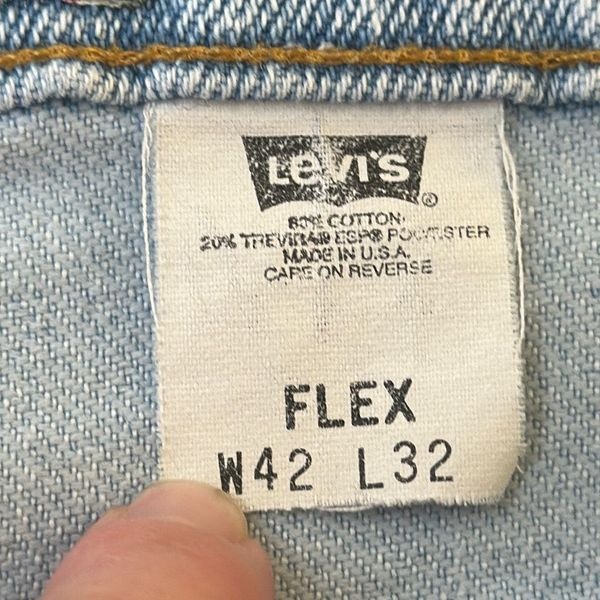 Levi's ®
80% COTTON
20% TREVIRA® ESP® POLYESTER
MADE IN U.S.A.
CARE ON REVERSE
FLEX
W42 L32